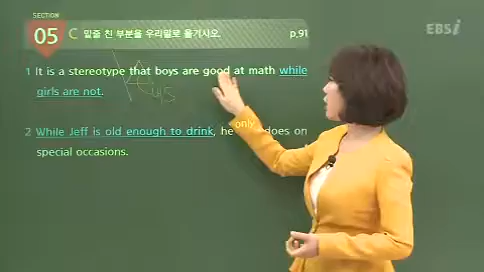 SECTION
05 C 밑줄 친 부분을 우리말로 옮기시오. p.91
EBSi
1 It is a stereotype that boys are good at math while
girls are not.
2 While Jeff is old enough to drink, he only does on
special occasions.